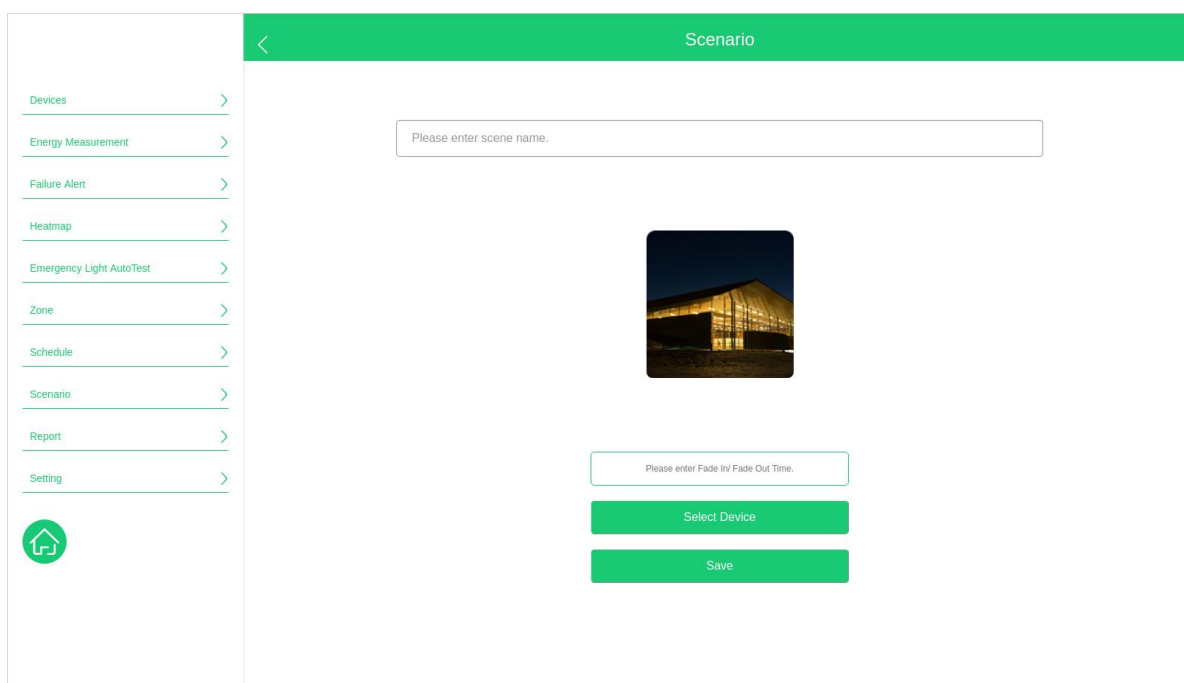 Scenario
Devices
Energy Measurement
Failure Alert
Heatmap
Emergency Light AutoTest
Zone
Schedule
Scenario
Report
Setting
Please enter scene name.
Please enter Fade In/ Fade Out Time.
Select Device
Save